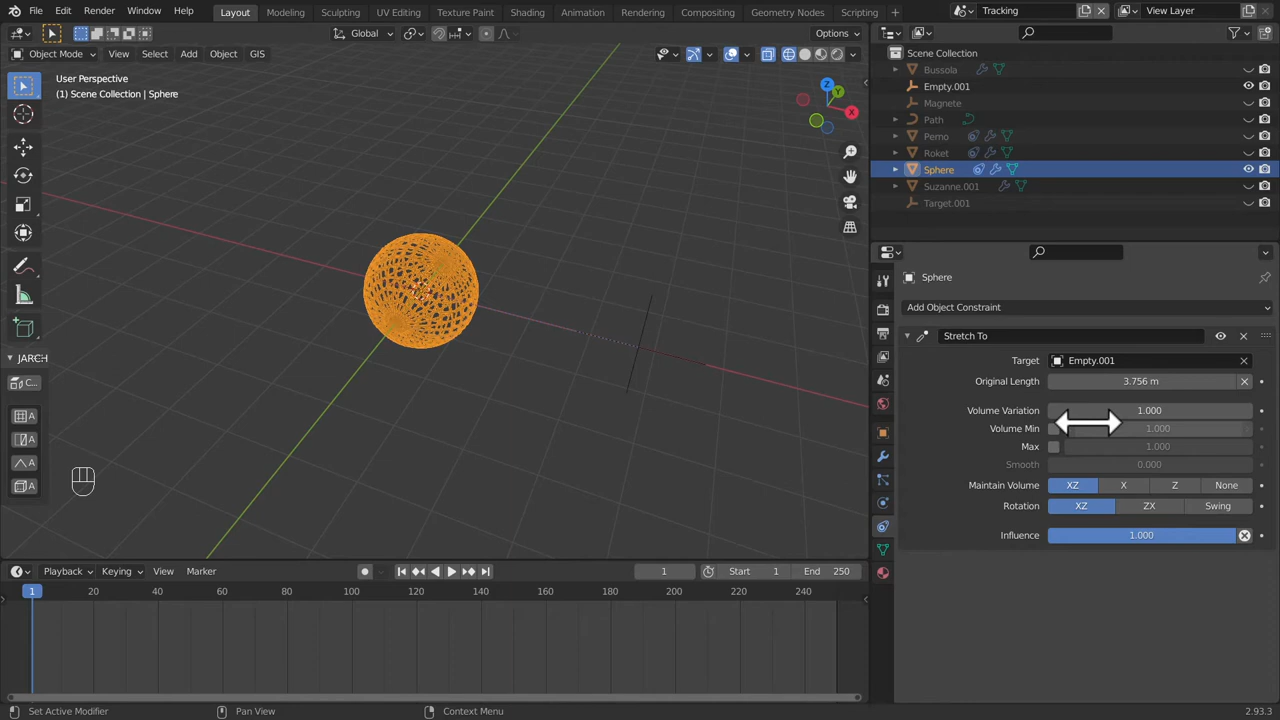 File Edit Render Window Help Layout Modeling Sculpting UV Editing Texture Paint Shading Animation Rendering Compositing Geometry Nodes Scripting + Tracking View Layer
Global Options
Object Mode View Select Add Object GIS
User Perspective
(1) Scene Collection | Sphere
Z
Y
X
JARCH
C...
A
A
A
A
Scene Collection
Bussola
Empty.001
Magnete
Path
Perno
Roket
Sphere
Suzanne.001
Target.001
Sphere
Add Object Constraint
Stretch To
Target Empty.001
Original Length 3.756 m
Volume Variation 1.000
Volume Min 1.000
Max 1.000
Smooth 0.000
Maintain Volume XZ X Z None
Rotation XZ ZX Swing
Influence 1.000
Playback Keying View Marker 1 Start 1 End 250
1 20 40 60 80 100 120 140 160 180 200 220 240
Set Active Modifier Pan View Context Menu 2.93.3